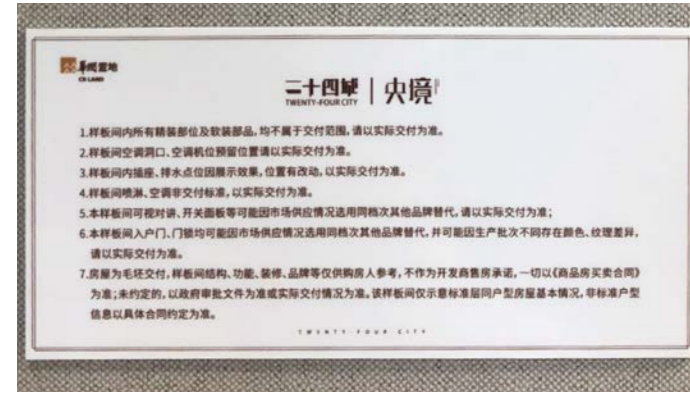 华润置地
CR LAND
二十四城 | 央境
TWENTY-FOUR CITY
1.样板间内所有精装部位及软装部品,均不属于交付范围,请以实际交付为准。
2.样板间空调洞口、空调机位预留位置请以实际交付为准。
3.样板间内插座、排水点位因展示效果,位置有改动,以实际交付为准。
4.样板间喷淋、空调非交付标准,以实际交付为准。
5.本样板间可视对讲、开关面板等可能因市场供应情况选用同档次其他品牌替代,请以实际交付为准;
6.本样板间入户门、门锁均可能因市场供应情况选用同档次其他品牌替代,并可能因生产批次不同存在颜色、纹理差异,
请以实际交付为准。
7.房屋为毛坯交付,样板间结构、功能、装修、品牌等仅供购房人参考,不作为开发商售房承诺,一切以《商品房买卖合同》
为准;未约定的,以政府审批文件为准或实际交付情况为准。该样板间仅示意标准层同户型房屋基本情况,非标准户型
信息以具体合同约定为准。
TWENTY-FOUR CITY